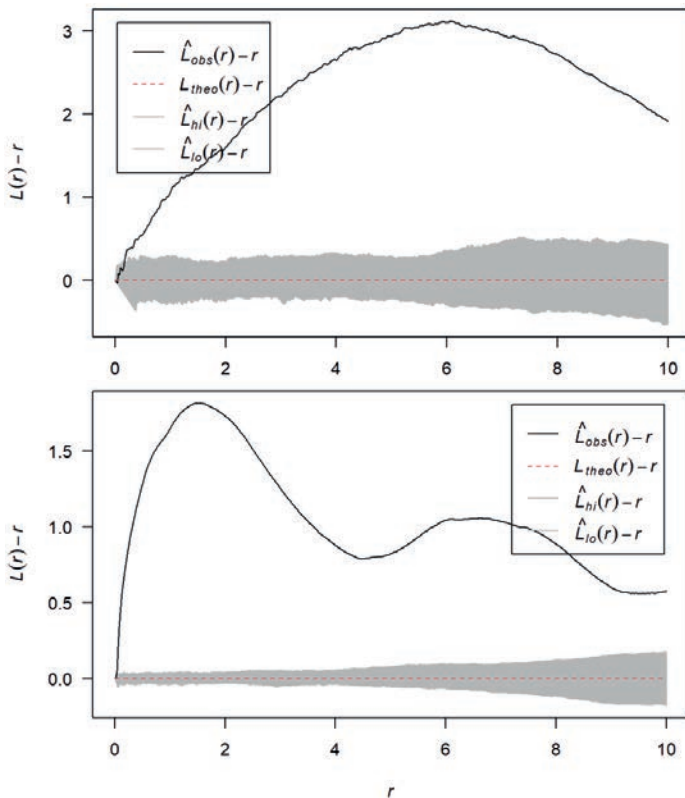 3
2
1
0
L(r) – r
L̂obs(r) – r
Ltheo(r) – r
L̂hi(r) – r
L̂lo(r) – r
0 2 4 6 8 10
1.5
1.0
0.5
0.0
L(r) – r
L̂obs(r) – r
Ltheo(r) – r
L̂hi(r) – r
L̂lo(r) – r
0 2 4 6 8 10
r